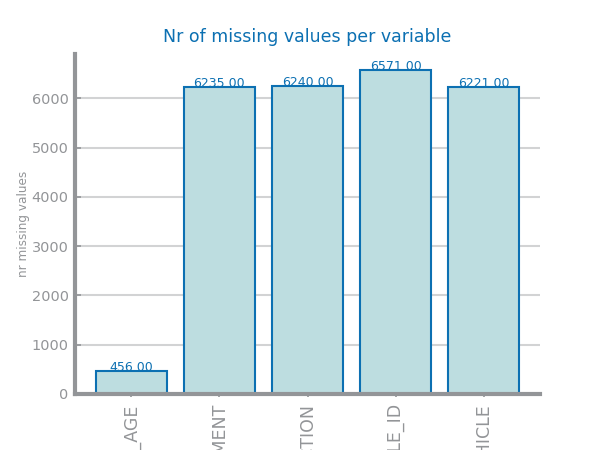 Nr of missing values per variable
nr missing values
6000
5000
4000
3000
2000
1000
0
456.00
6235.00
6240.00
6571.00
6221.00
_AGE
MENT
TION
LE_ID
HICLE